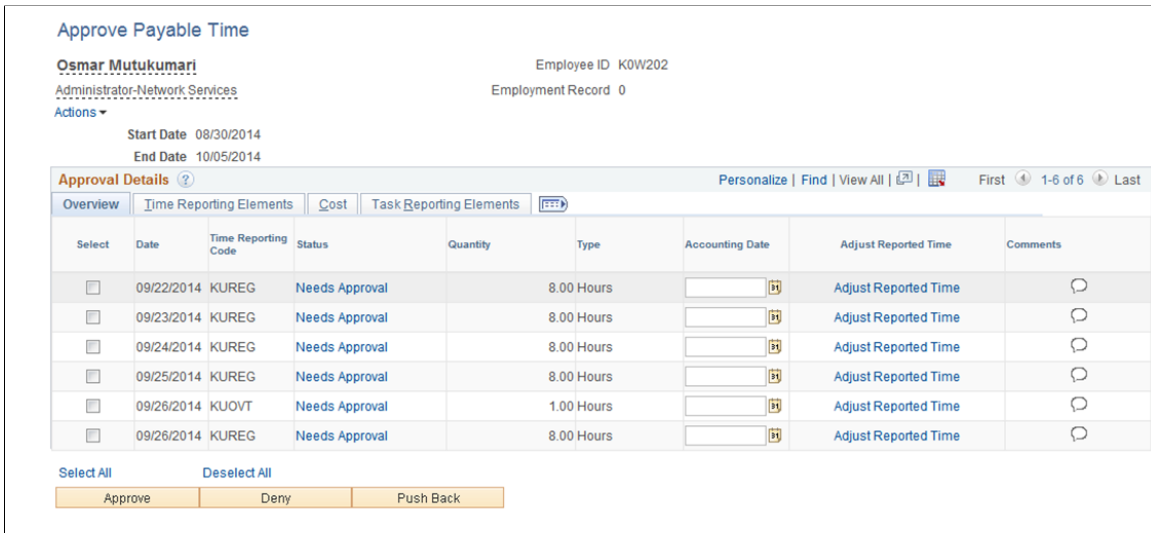 Approve Payable Time
Osmar Mutukumari Employee ID K0W202
Administrator-Network Services Employment Record 0
Actions
Start Date 08/30/2014
End Date 10/05/2014
Approval Details ? Personalize | Find | View All | | First 1-6 of 6 Last
Overview Time Reporting Elements Cost Task Reporting Elements
Select Date Time Reporting Code Status Quantity Type Accounting Date Adjust Reported Time Comments
09/22/2014 KUREG Needs Approval 8.00 Hours 31 Adjust Reported Time
09/23/2014 KUREG Needs Approval 8.00 Hours 31 Adjust Reported Time
09/24/2014 KUREG Needs Approval 8.00 Hours 31 Adjust Reported Time
09/25/2014 KUREG Needs Approval 8.00 Hours 31 Adjust Reported Time
09/26/2014 KUOVT Needs Approval 1.00 Hours 31 Adjust Reported Time
09/26/2014 KUREG Needs Approval 8.00 Hours 31 Adjust Reported Time
Select All Deselect All
Approve Deny Push Back